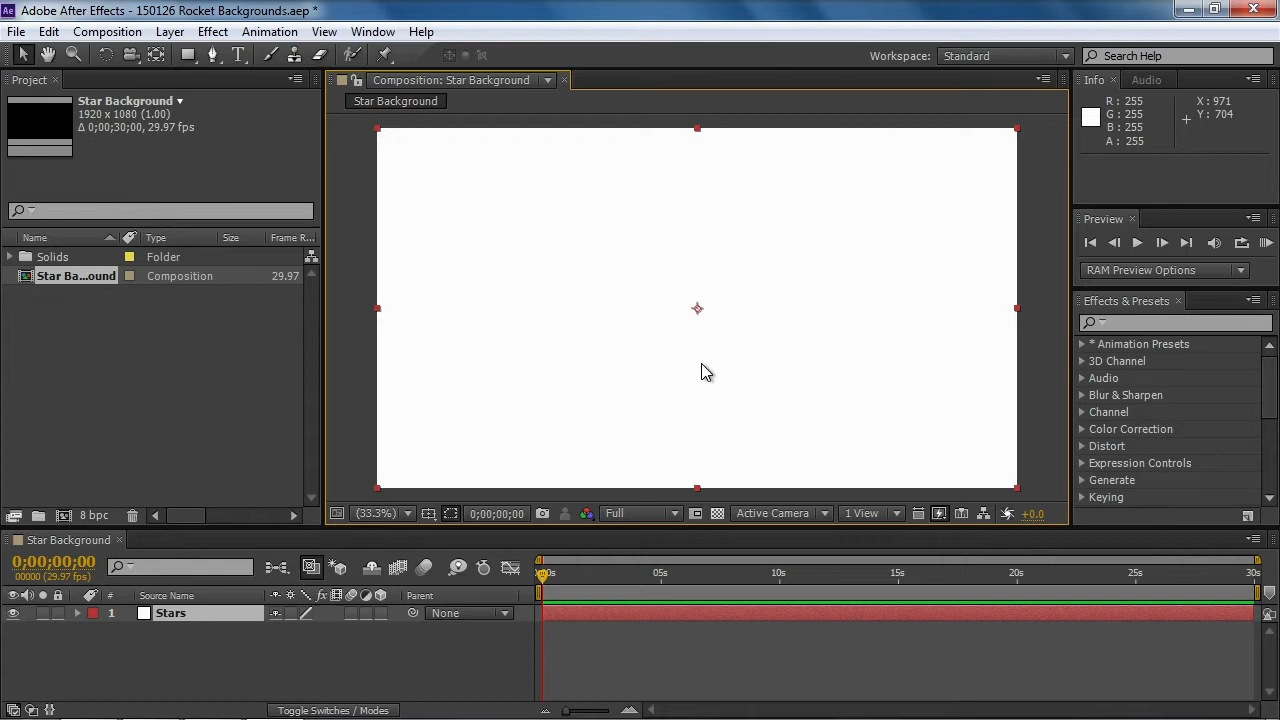 Ae Adobe After Effects - 150126 Rocket Backgrounds.aep *
File Edit Composition Layer Effect Animation View Window Help
Workspace: Standard Search Help
Project
Star Background
1920 x 1080 (1.00)
Δ 0;00;30;00, 29.97 fps
Name Type Size Frame R...
Solids Folder
Star Ba...ound Composition 29.97
8 bpc
Composition: Star Background
Star Background
(33.3%) 0;00;00;00 Full Active Camera 1 View +0.0
Info Audio
R: 255 X: 971
G: 255 Y: 704
B: 255
A: 255
Preview
RAM Preview Options
Effects & Presets
* Animation Presets
3D Channel
Audio
Blur & Sharpen
Channel
Color Correction
Distort
Expression Controls
Generate
Keying
Star Background
0;00;00;00
00000 (29.97 fps)
0s 05s 10s 15s 20s 25s 30s
# Source Name Parent
1 Stars None
Toggle Switches / Modes